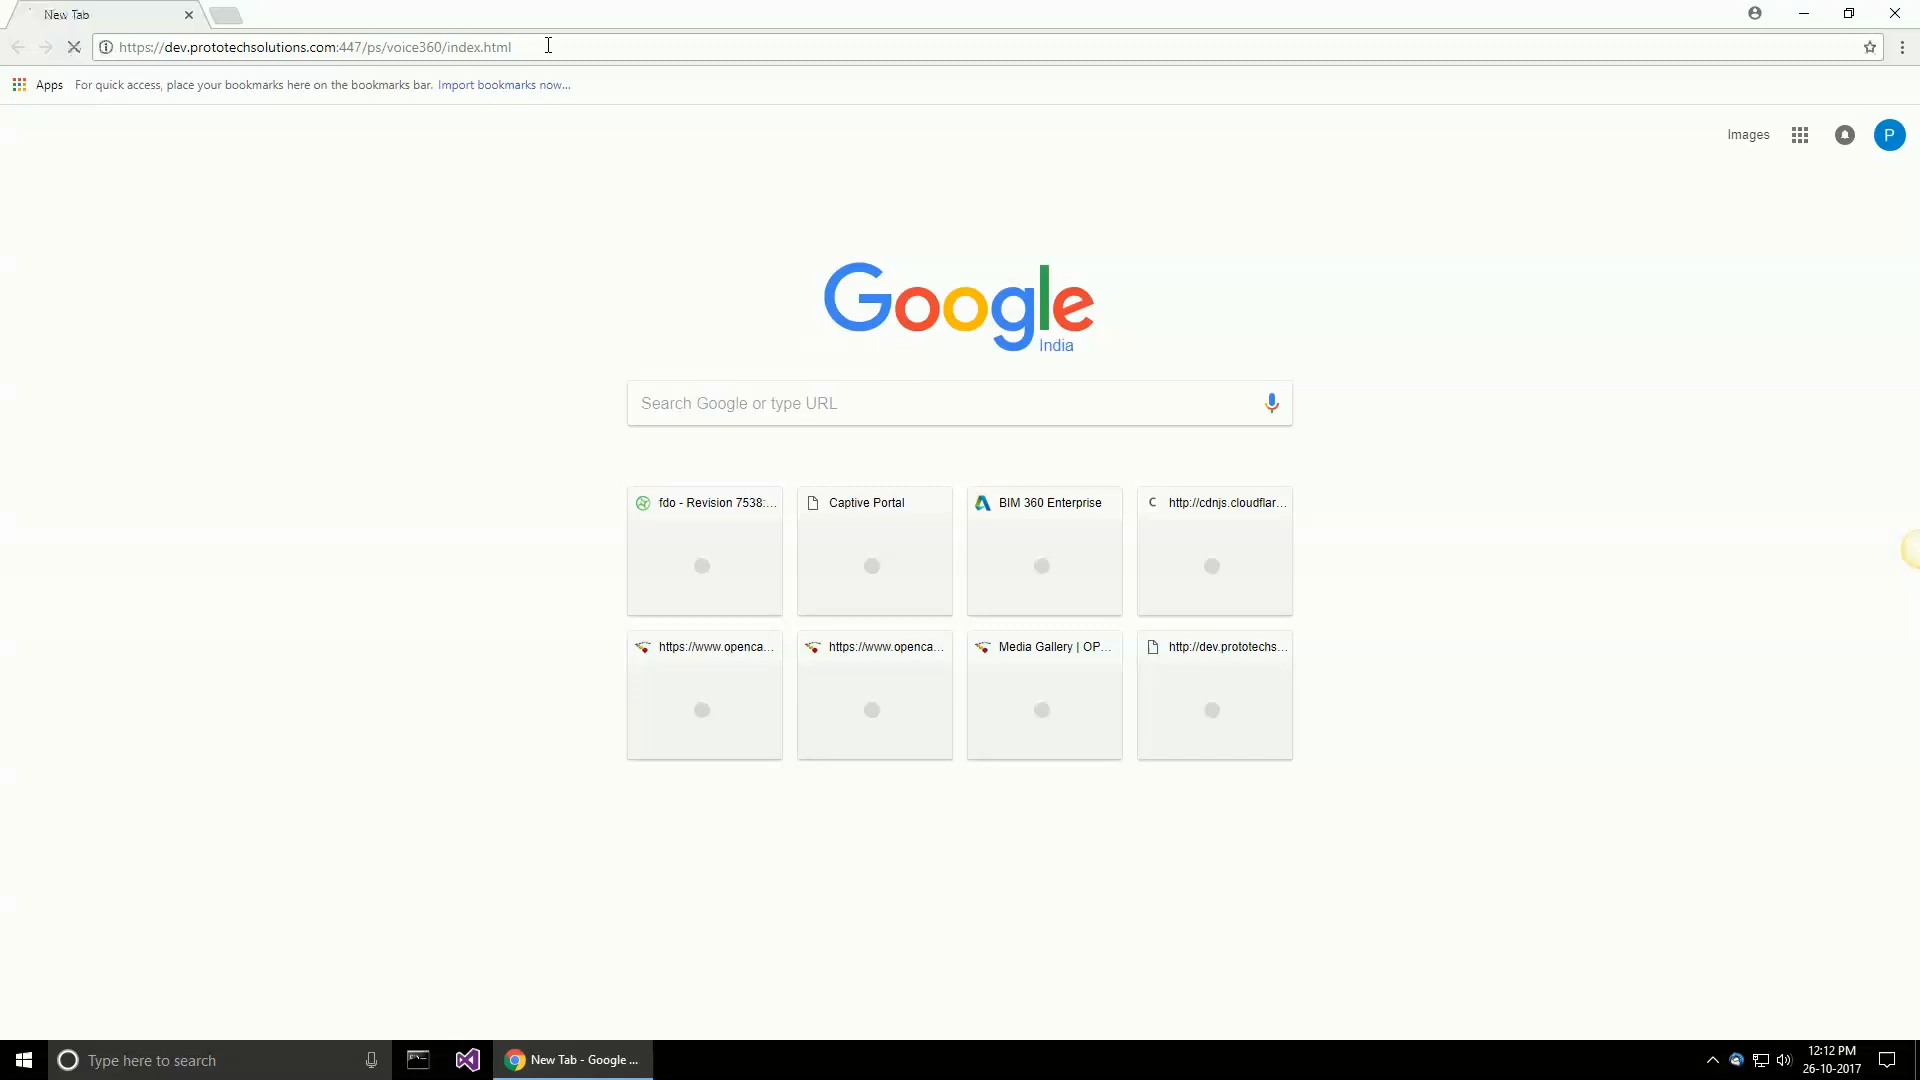 New Tab
https://dev.prototechsolutions.com:447/ps/voice360/index.html
Apps For quick access, place your bookmarks here on the bookmarks bar. Import bookmarks now...
Images
P
Google
India
Search Google or type URL
fdo - Revision 7538:...
Captive Portal
BIM 360 Enterprise
C http://cdnjs.cloudflar...
https://www.openca...
https://www.openca...
Media Gallery | OP...
http://dev.prototechs...
Type here to search
New Tab - Google ...
12:12 PM
26-10-2017